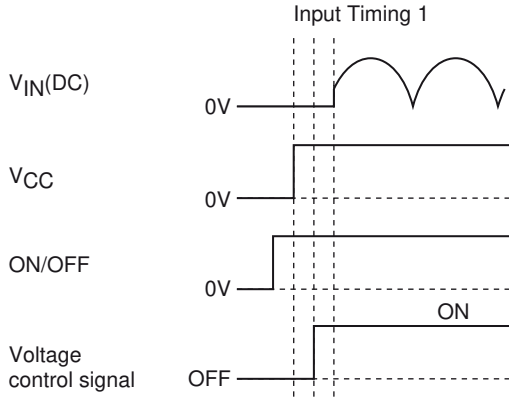 Input Timing 1
VIN(DC)
0V
VCC
0V
ON/OFF
0V
ON
Voltage
control signal
OFF